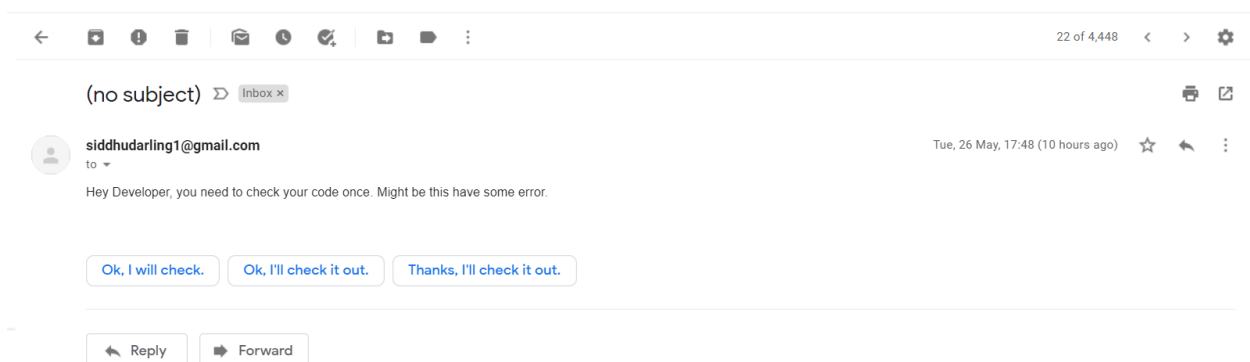 22 of 4,448
(no subject) Inbox ×
siddhudarling1@gmail.com Tue, 26 May, 17:48 (10 hours ago)
to
Hey Developer, you need to check your code once. Might be this have some error.
Ok, I will check. Ok, I'll check it out. Thanks, I'll check it out.
Reply Forward